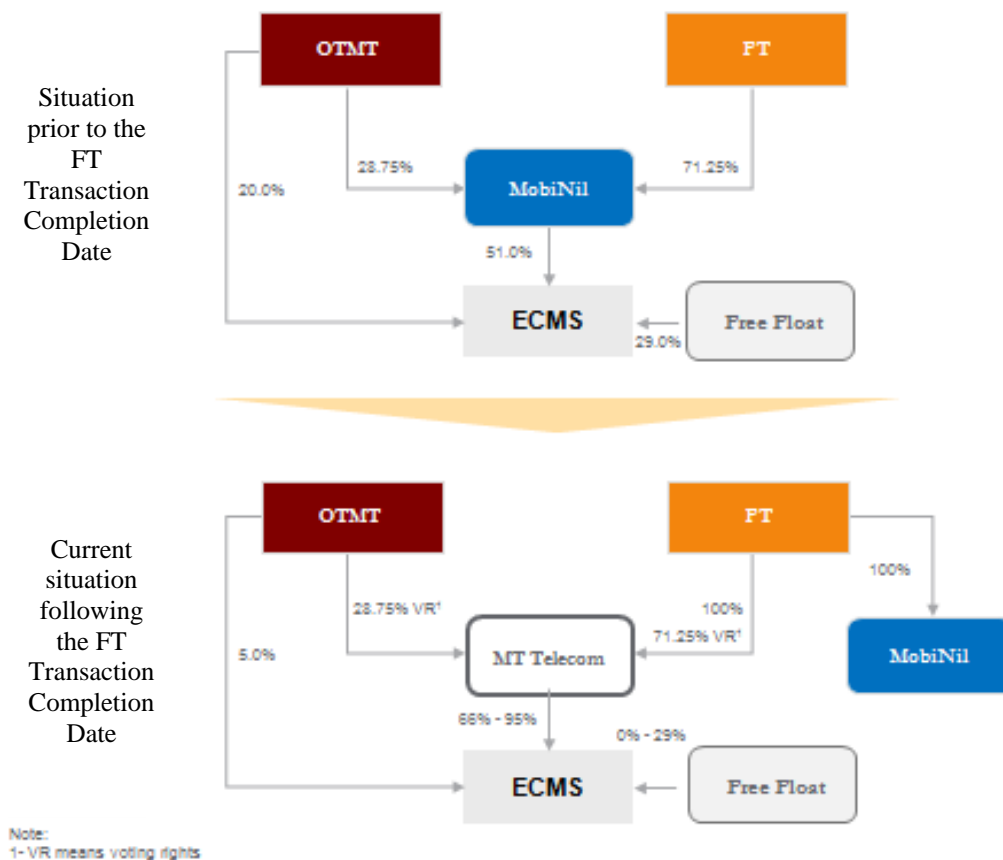 OTMT
FT
Situation
prior to the
FT
Transaction
Completion
Date
20.0%
28.75%
71.25%
MobiNil
51.0%
ECMS
Free Float
29.0%
OTMT
FT
Current
situation
following
the FT
Transaction
Completion
Date
5.0%
28.75% VR¹
100%
71.25% VR¹
100%
MT Telecom
MobiNil
66% - 95%
0% - 29%
ECMS
Free Float
Note:
1- VR means voting rights